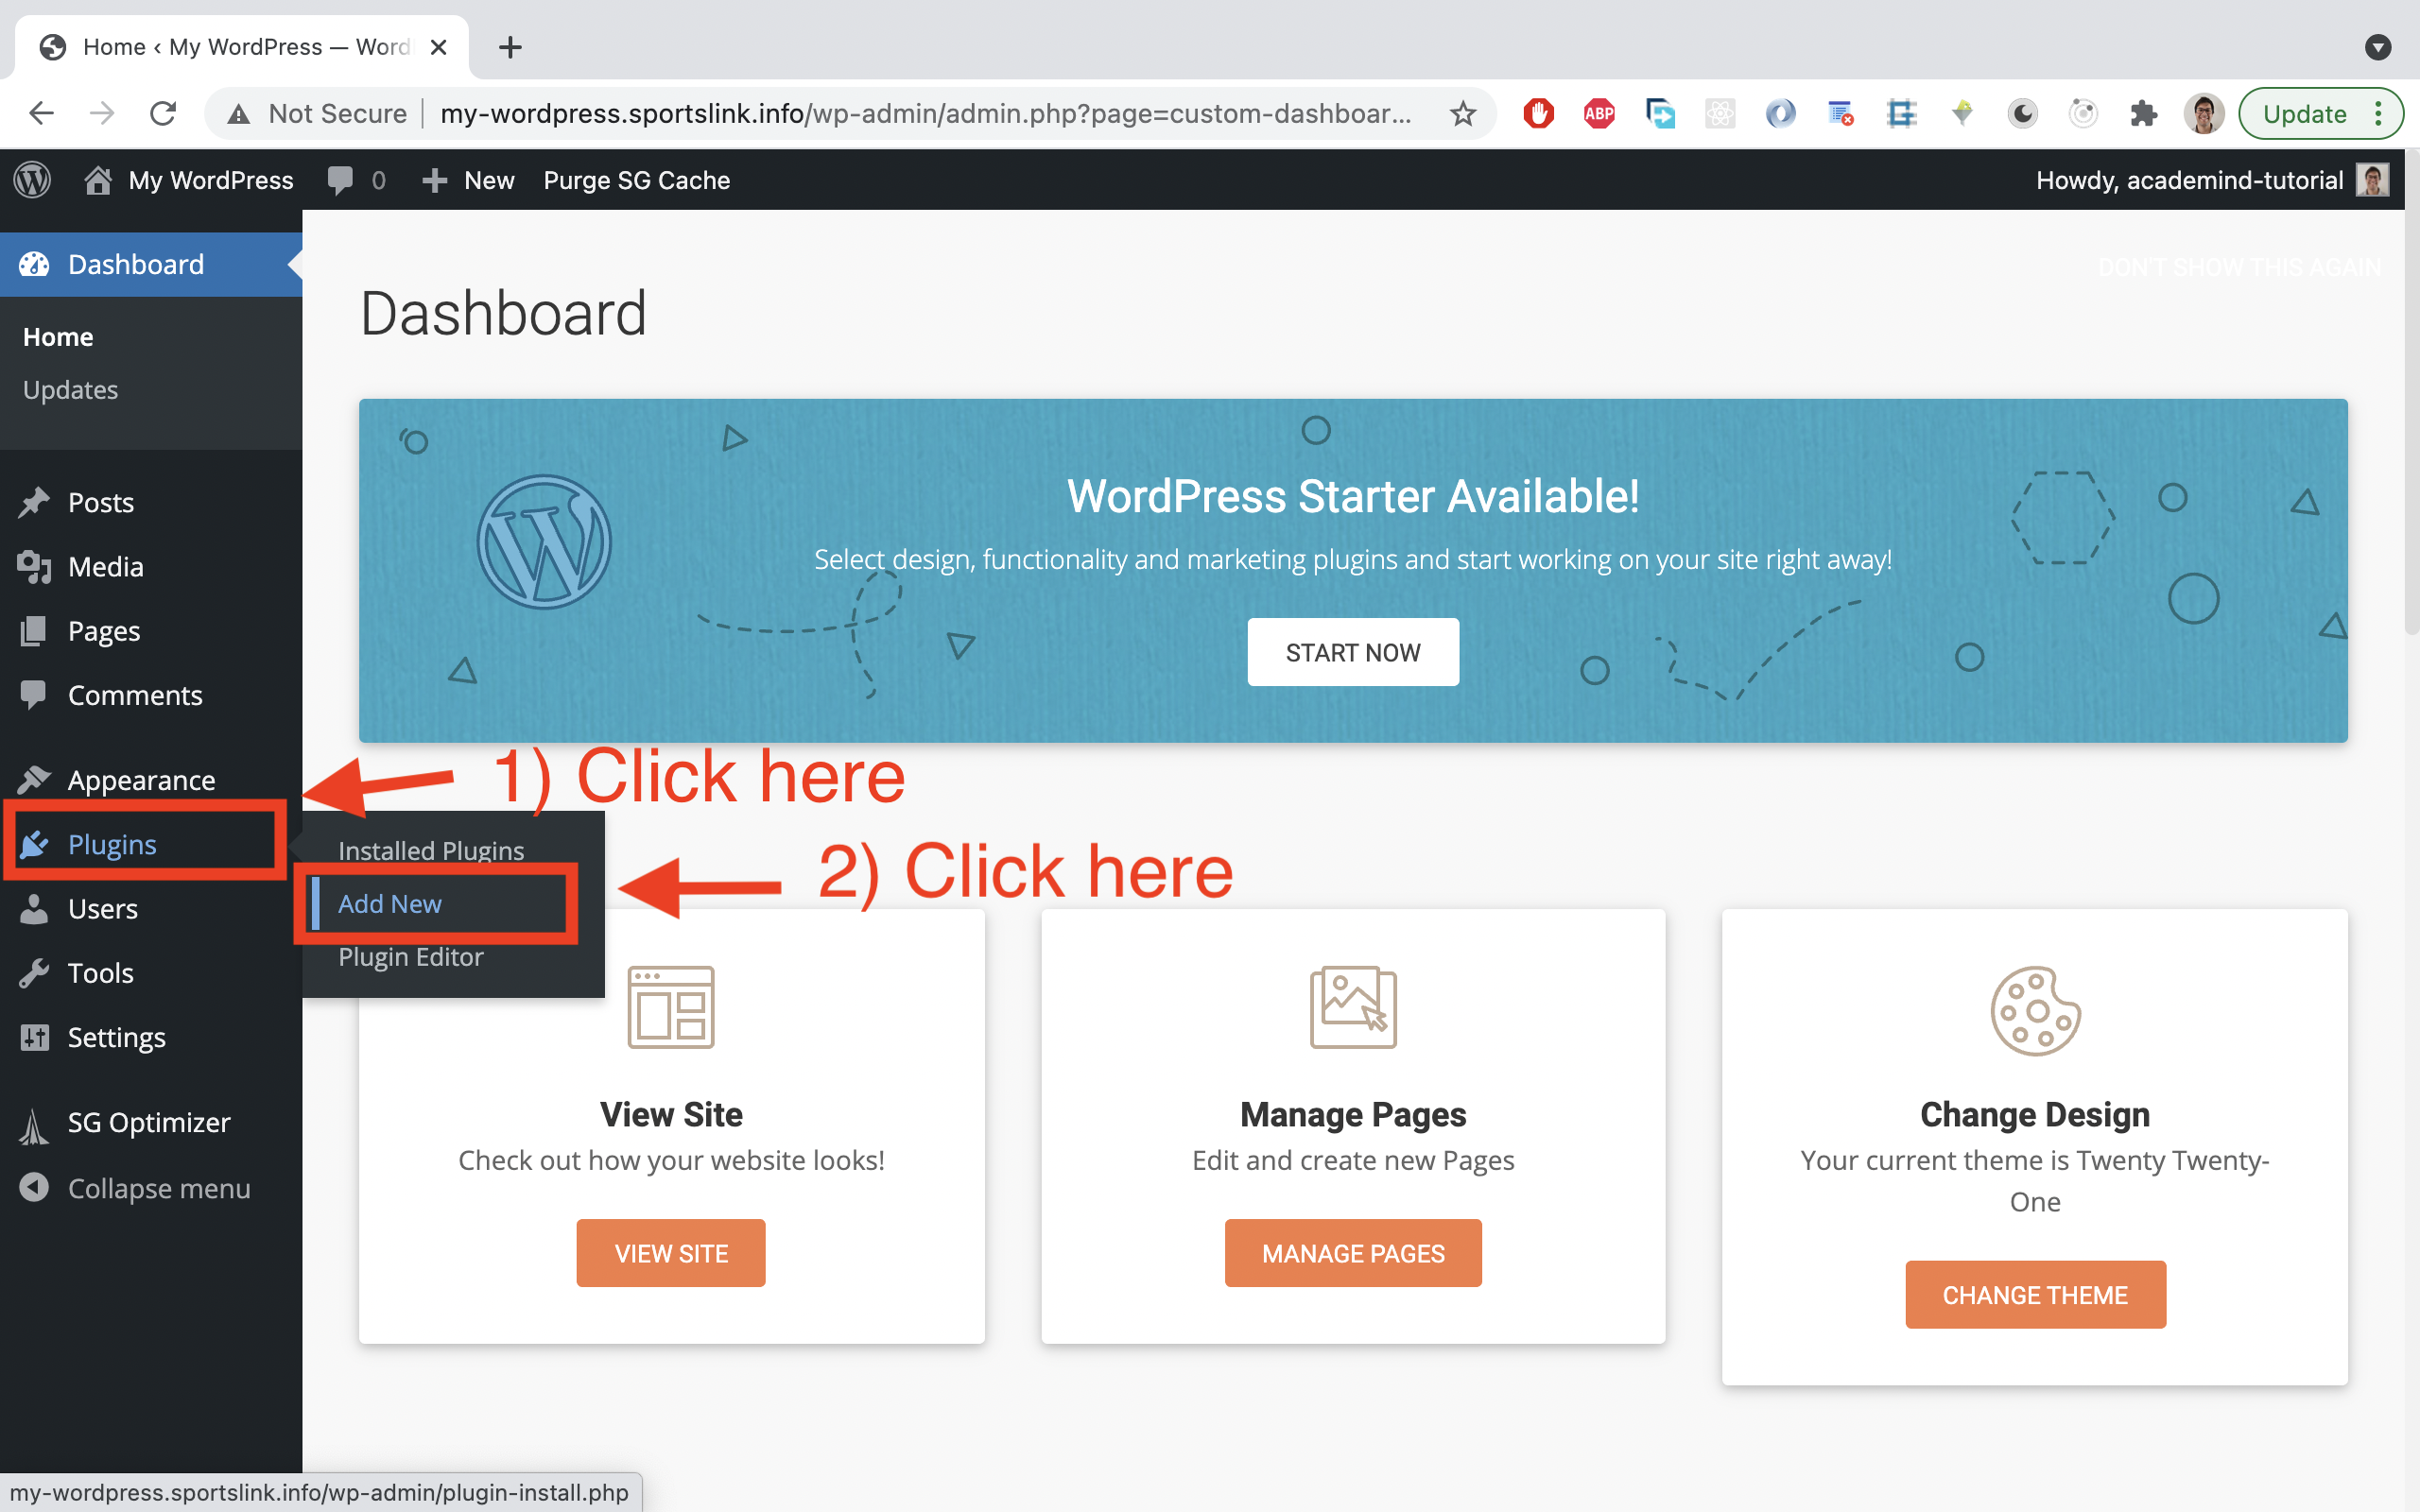 Home ‹ My WordPress — Word
Not Secure my-wordpress.sportslink.info/wp-admin/admin.php?page=custom-dashboar...
ABP
Update
My WordPress 0 New Purge SG Cache
Howdy, academind-tutorial
Dashboard
Home
Updates
Posts
Media
Pages
Comments
Appearance
Plugins
Users
Tools
Settings
SG Optimizer
Collapse menu
Installed Plugins
Add New
Plugin Editor
1) Click here
2) Click here
DON'T SHOW THIS AGAIN
Dashboard
WordPress Starter Available!
Select design, functionality and marketing plugins and start working on your site right away!
START NOW
View Site
Check out how your website looks!
VIEW SITE
Manage Pages
Edit and create new Pages
MANAGE PAGES
Change Design
Your current theme is Twenty Twenty-
One
CHANGE THEME
my-wordpress.sportslink.info/wp-admin/plugin-install.php